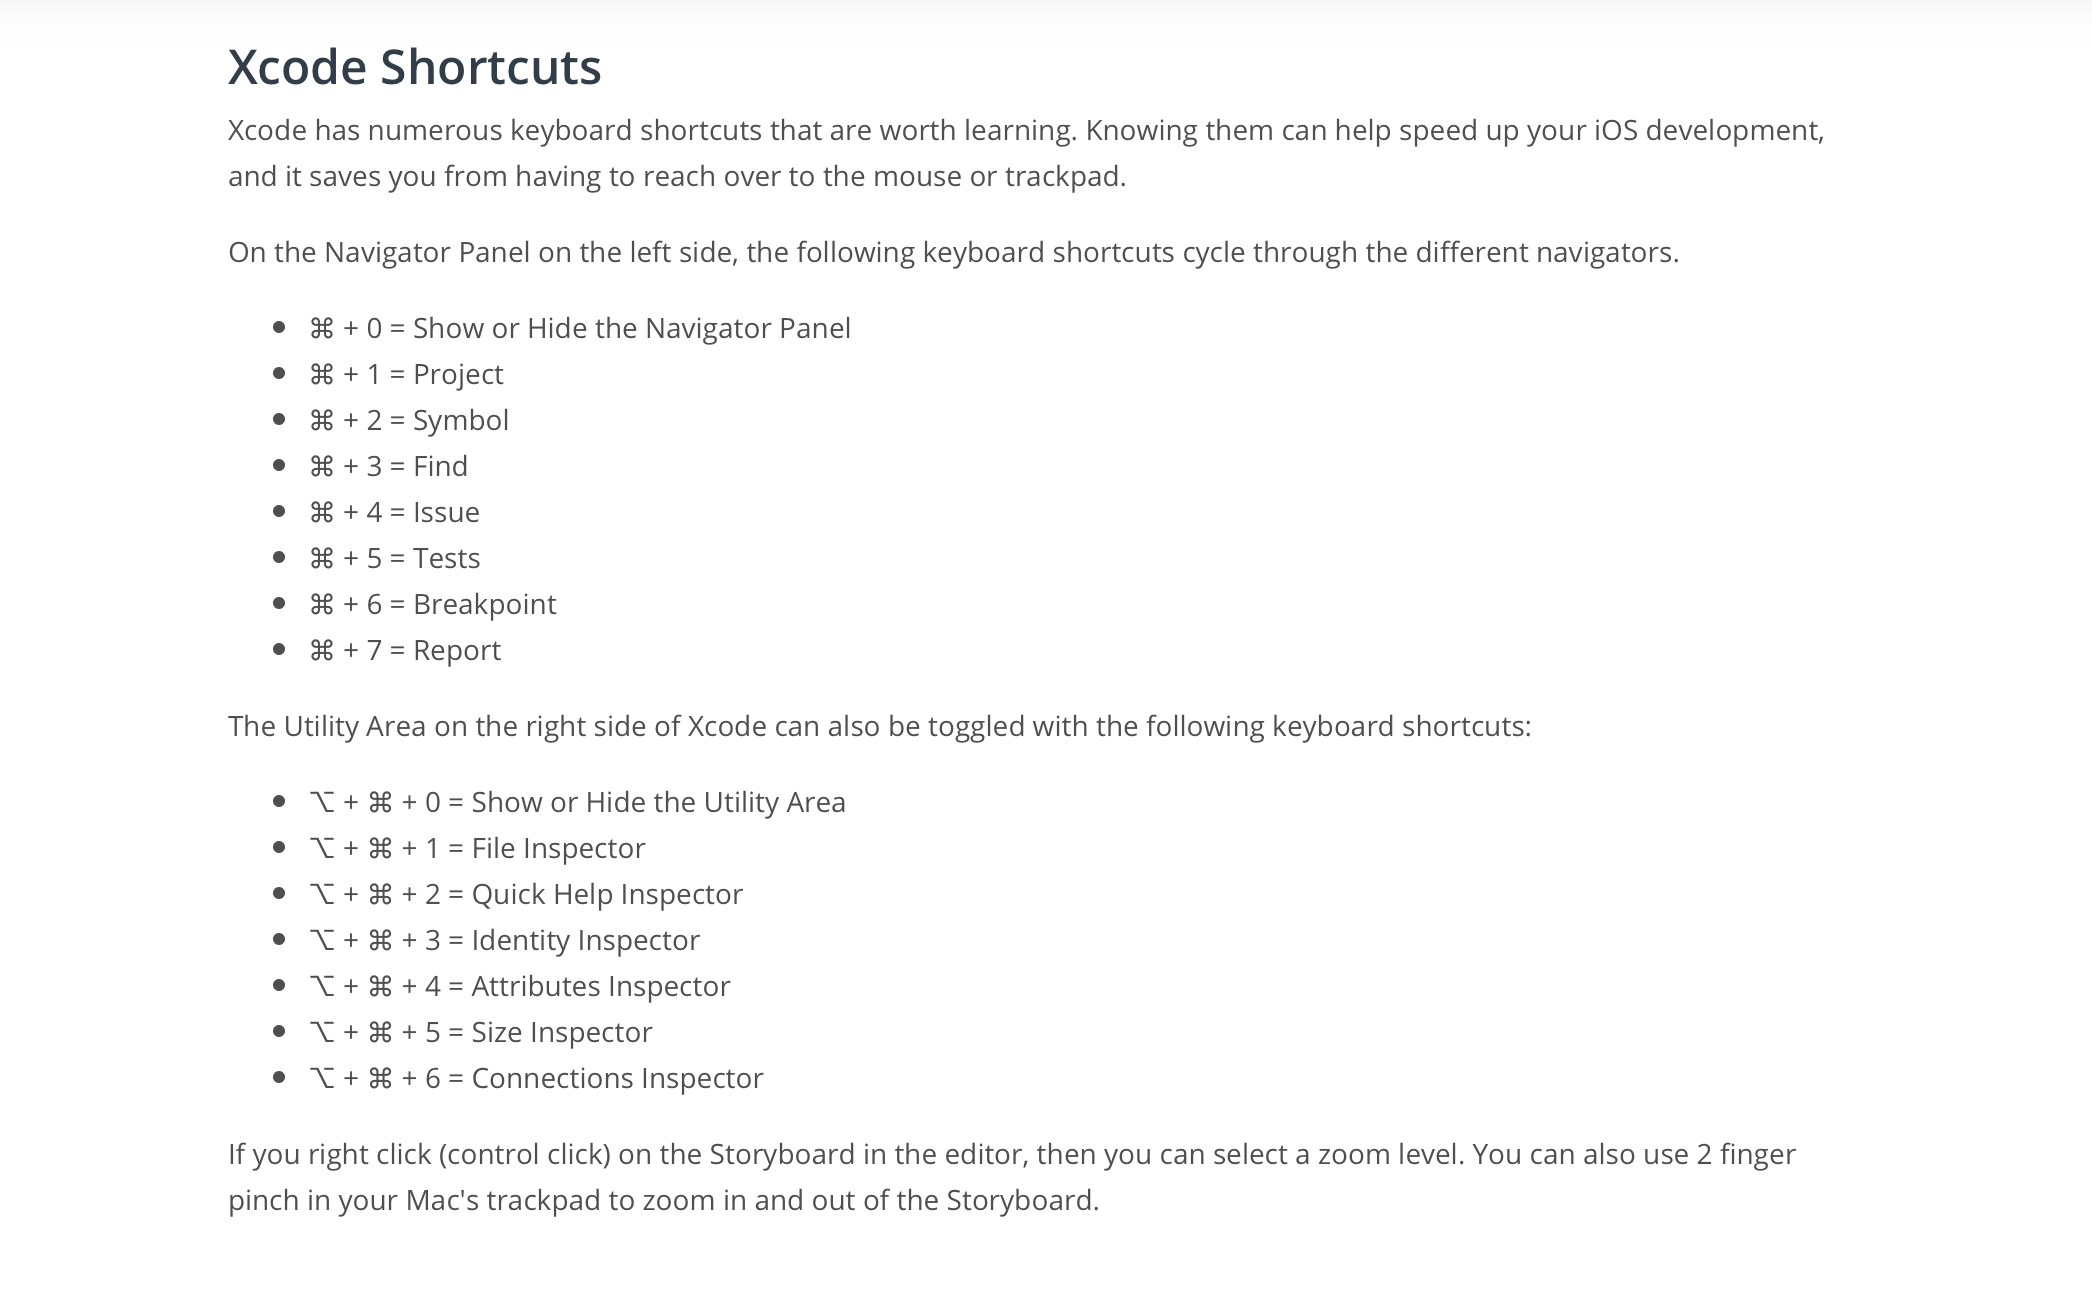 Xcode Shortcuts
Xcode has numerous keyboard shortcuts that are worth learning. Knowing them can help speed up your iOS development,
and it saves you from having to reach over to the mouse or trackpad.
On the Navigator Panel on the left side, the following keyboard shortcuts cycle through the different navigators.
• ⌘ + 0 = Show or Hide the Navigator Panel
• ⌘ + 1 = Project
• ⌘ + 2 = Symbol
• ⌘ + 3 = Find
• ⌘ + 4 = Issue
• ⌘ + 5 = Tests
• ⌘ + 6 = Breakpoint
• ⌘ + 7 = Report
The Utility Area on the right side of Xcode can also be toggled with the following keyboard shortcuts:
• ⌥ + ⌘ + 0 = Show or Hide the Utility Area
• ⌥ + ⌘ + 1 = File Inspector
• ⌥ + ⌘ + 2 = Quick Help Inspector
• ⌥ + ⌘ + 3 = Identity Inspector
• ⌥ + ⌘ + 4 = Attributes Inspector
• ⌥ + ⌘ + 5 = Size Inspector
• ⌥ + ⌘ + 6 = Connections Inspector
If you right click (control click) on the Storyboard in the editor, then you can select a zoom level. You can also use 2 finger
pinch in your Mac's trackpad to zoom in and out of the Storyboard.